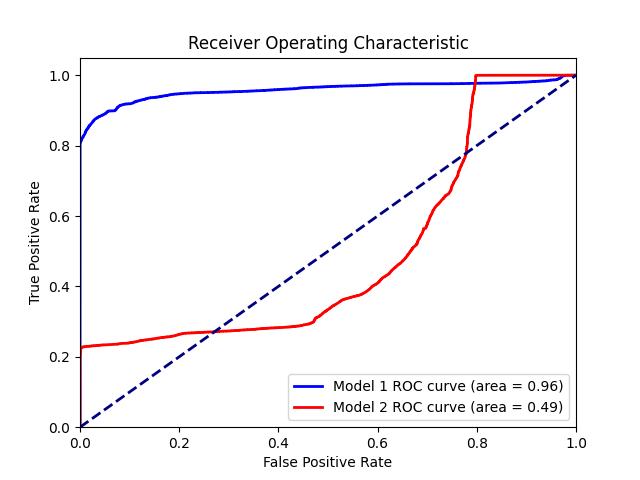 Receiver Operating Characteristic
True Positive Rate
1.0
0.8
0.6
0.4
0.2
0.0
Model 1 ROC curve (area = 0.96)
Model 2 ROC curve (area = 0.49)
0.0 0.2 0.4 0.6 0.8 1.0
False Positive Rate